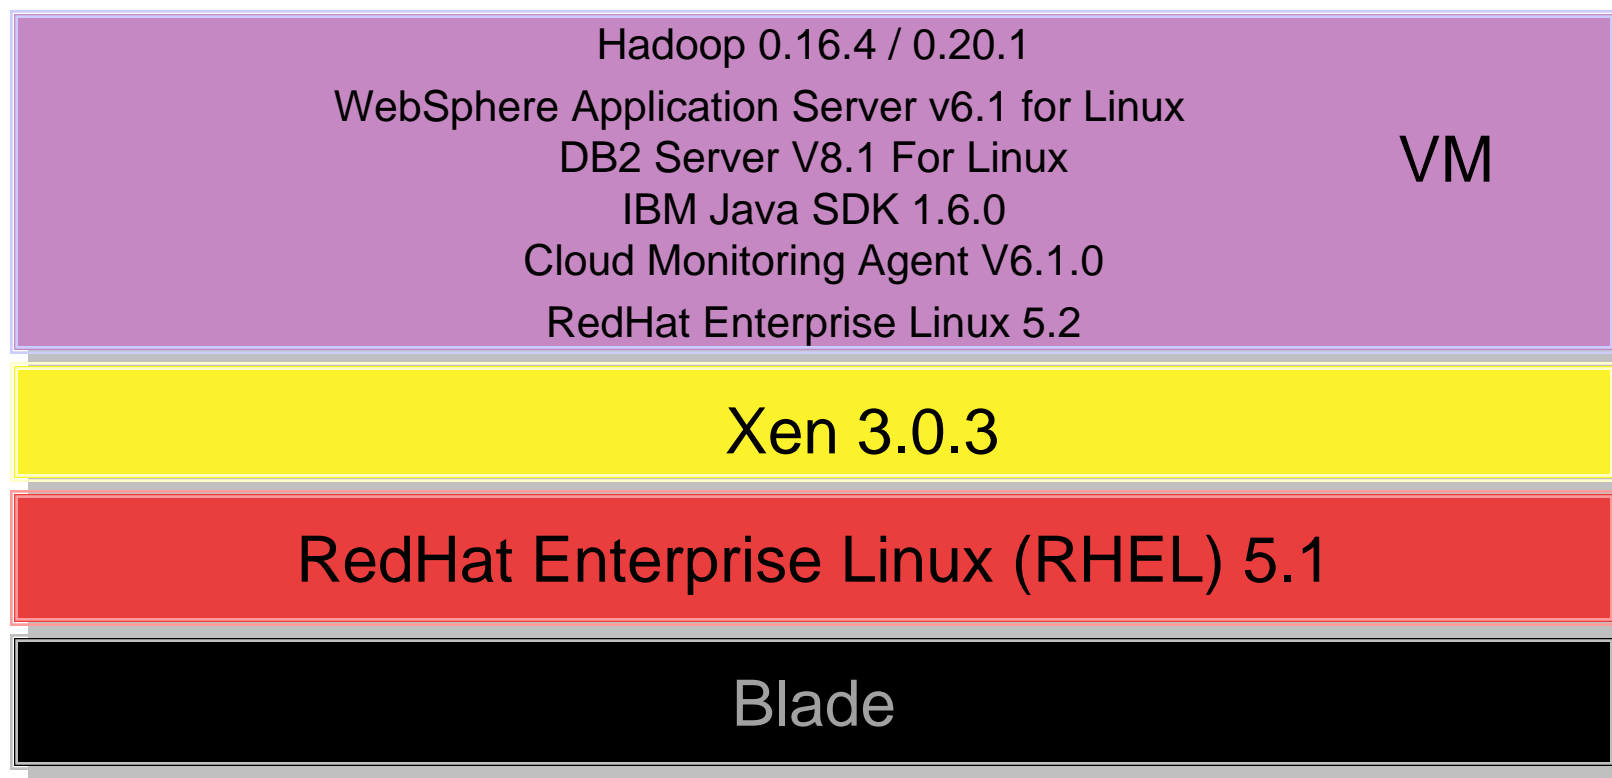 Hadoop 0.16.4 / 0.20.1
WebSphere Application Server v6.1 for Linux
DB2 Server V8.1 For Linux
VM
IBM Java SDK 1.6.0
Cloud Monitoring Agent V6.1.0
RedHat Enterprise Linux 5.2
Xen 3.0.3
RedHat Enterprise Linux (RHEL) 5.1
Blade